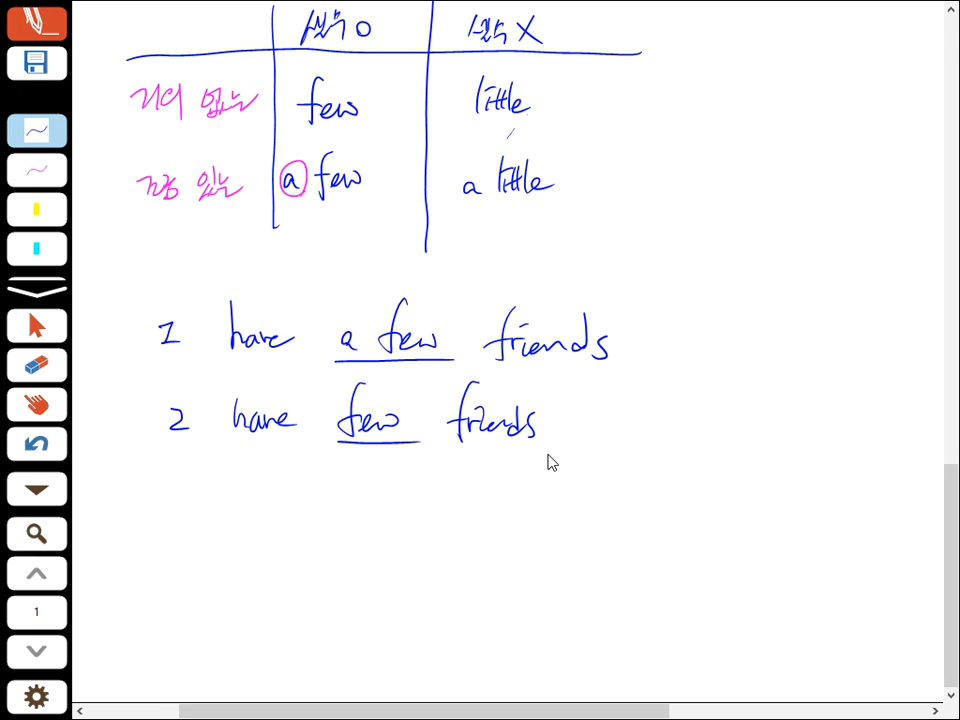 셀수 O 셀수 X
거의 없는 few little
조금 있는 a few a little
I have a few friends
I have few friends
1